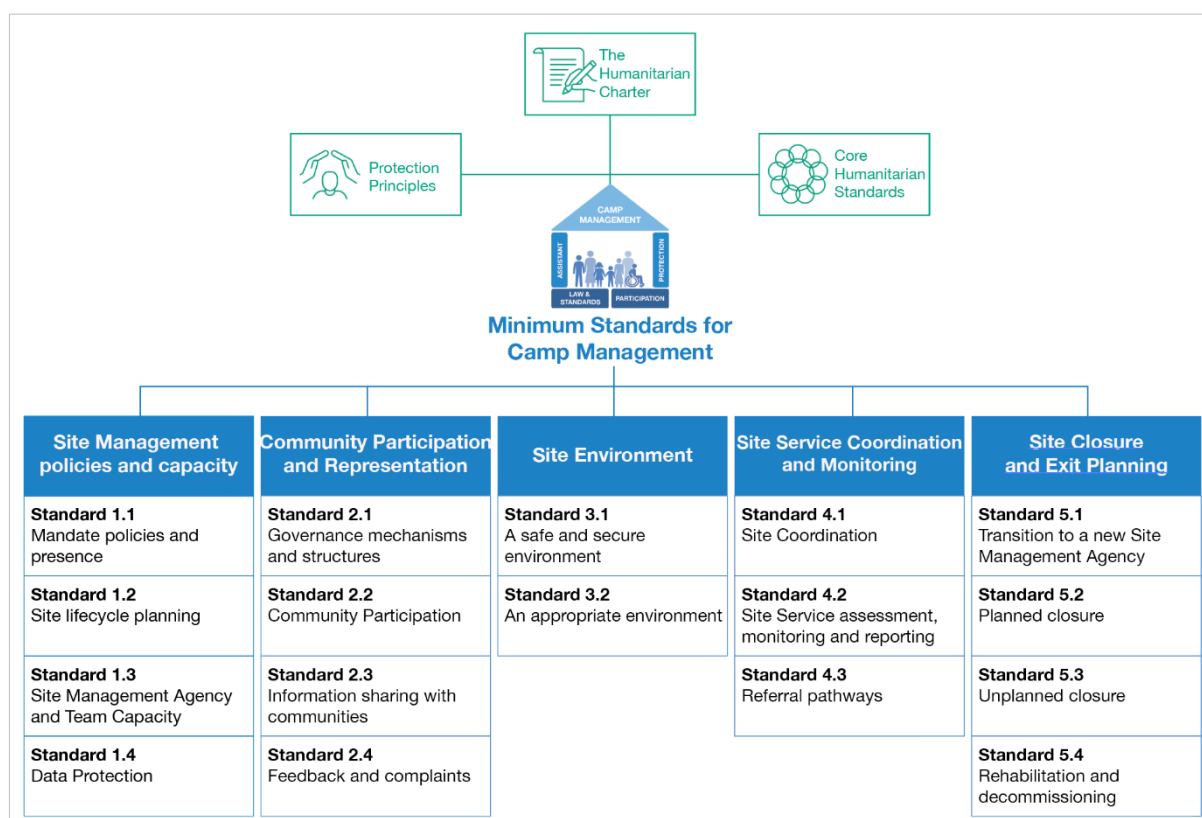 The
Humanitarian
Charter
Protection
Principles
Core
Humanitarian
Standards
CAMP
MANAGEMENT
ASSISTANT
PROTECTION
LAW &
STANDARDS
PARTICIPATION
Minimum Standards for
Camp Management
Site Management
policies and capacity
Standard 1.1
Mandate policies and
presence
Standard 1.2
Site lifecycle planning
Standard 1.3
Site Management Agency
and Team Capacity
Standard 1.4
Data Protection
Community Participation
and Representation
Standard 2.1
Governance mechanisms
and structures
Standard 2.2
Community Participation
Standard 2.3
Information sharing with
communities
Standard 2.4
Feedback and complaints
Site Environment
Standard 3.1
A safe and secure
environment
Standard 3.2
An appropriate environment
Site Service Coordination
and Monitoring
Standard 4.1
Site Coordination
Standard 4.2
Site Service assessment,
monitoring and reporting
Standard 4.3
Referral pathways
Site Closure
and Exit Planning
Standard 5.1
Transition to a new Site
Management Agency
Standard 5.2
Planned closure
Standard 5.3
Unplanned closure
Standard 5.4
Rehabilitation and
decommissioning